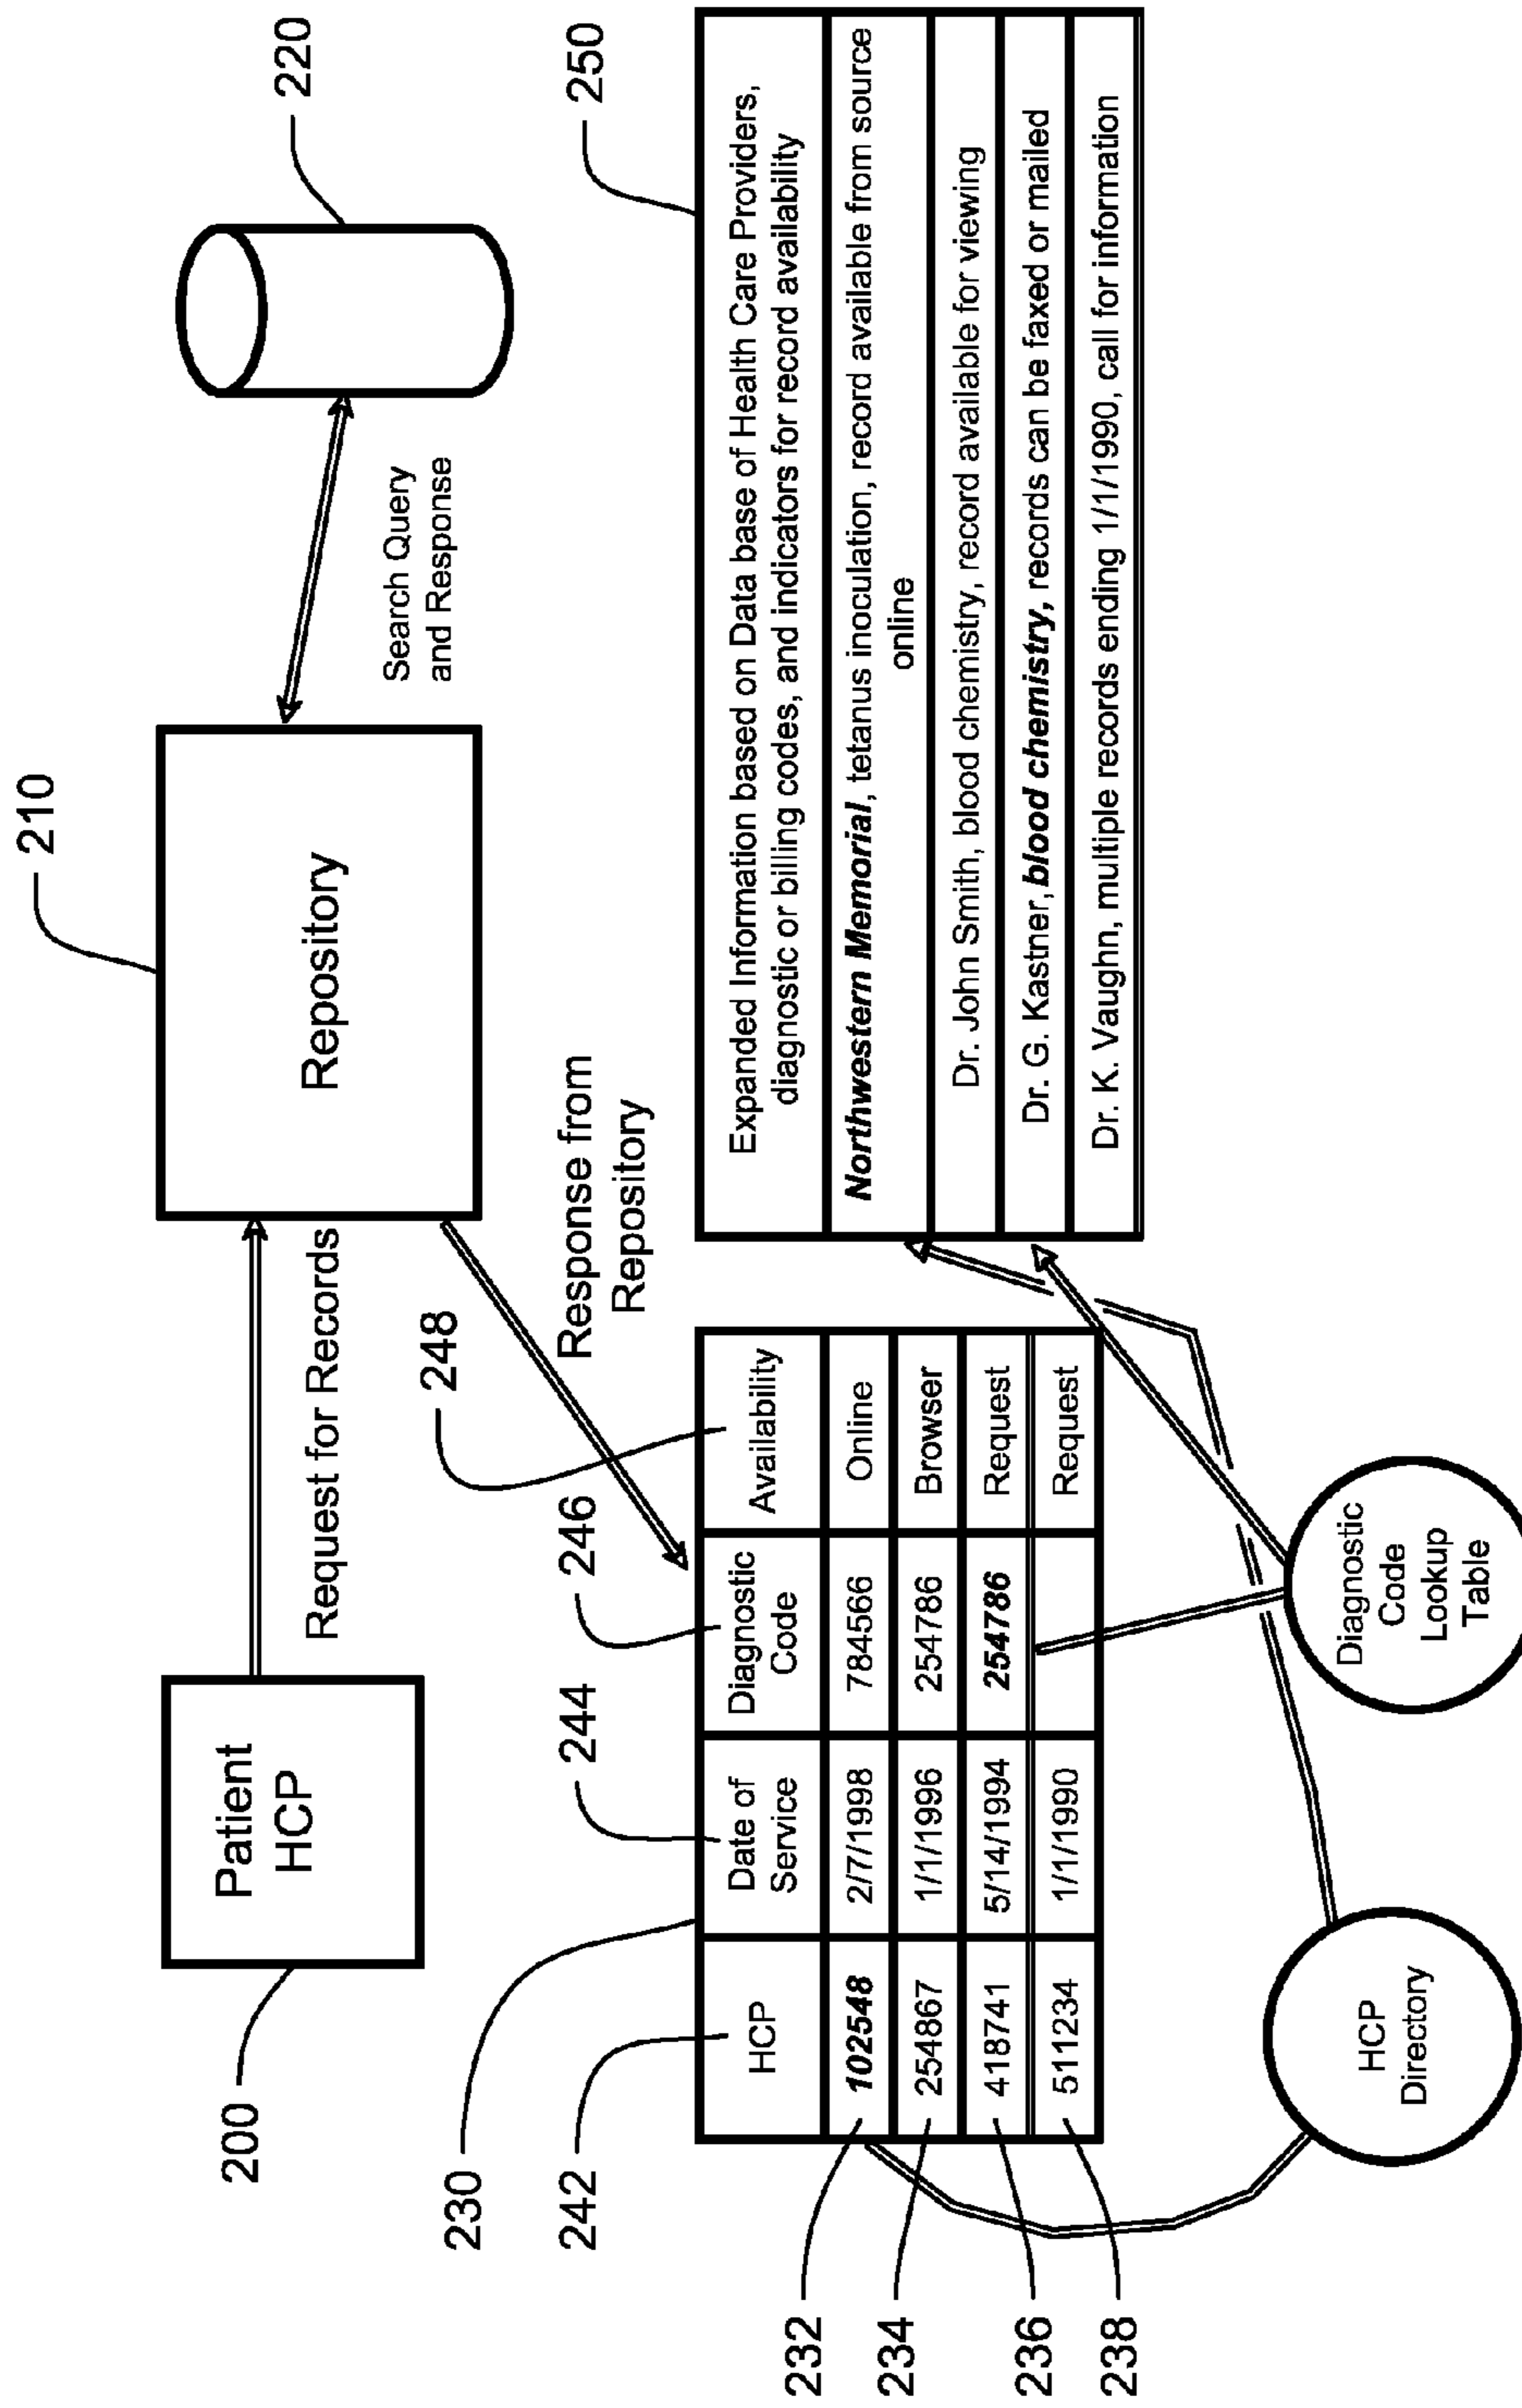 210
220
200
Patient
HCP
Request for Records
Repository
Search Query
and Response
Response from
Repository
230
242
244
246
248
250
HCP
Date of
Service
Diagnostic
Code
Availability
232
102548
2/7/1998
784566
Online
234
254867
1/1/1996
254786
Browser
236
418741
5/14/1994
254786
Request
238
511234
1/1/1990
Request
Expanded Information based on Data base of Health Care Providers,
diagnostic or billing codes, and indicators for record availability
Northwestern Memorial, tetanus inoculation, record available from source
online
Dr. John Smith, blood chemistry, record available for viewing
Dr. G. Kastner, blood chemistry, records can be faxed or mailed
Dr. K. Vaughn, multiple records ending 1/1/1990, call for information
HCP
Directory
Diagnostic
Code
Lookup
Table